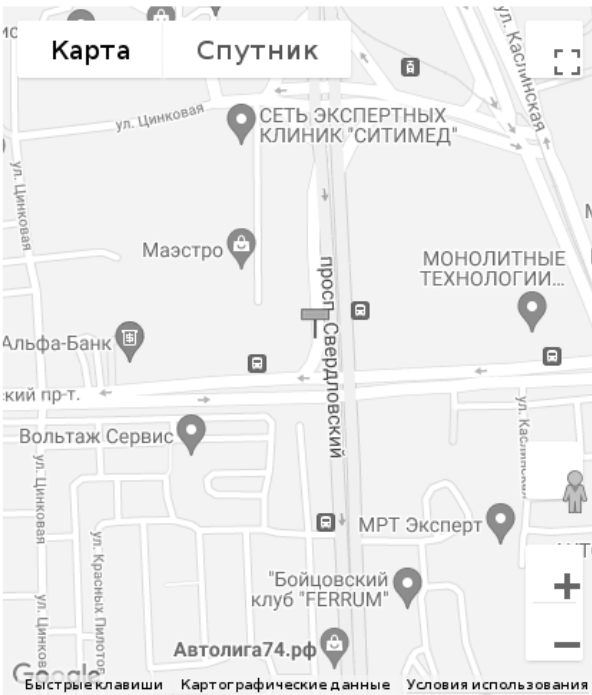 Карта
Спутник
ул. Каслинская
ул. Цинковая
СЕТЬ ЭКСПЕРТНЫХ
КЛИНИК "СИТИМЕД"
ул. Цинковая
Маэстро
МОНОЛИТНЫЕ
ТЕХНОЛОГИИ...
просп. Свердловский
Альфа-Банк
ский пр-т.
ул. Каслинская
Вольтаж Сервис
ул. Цинковая
МРТ Эксперт
ул. Красных Пилотов
"Бойцовский
клуб "FERRUM"
ул. Цинковая
Автолига74.рф
Google
Быстрые клавиши
Картографические данные
Условия использования